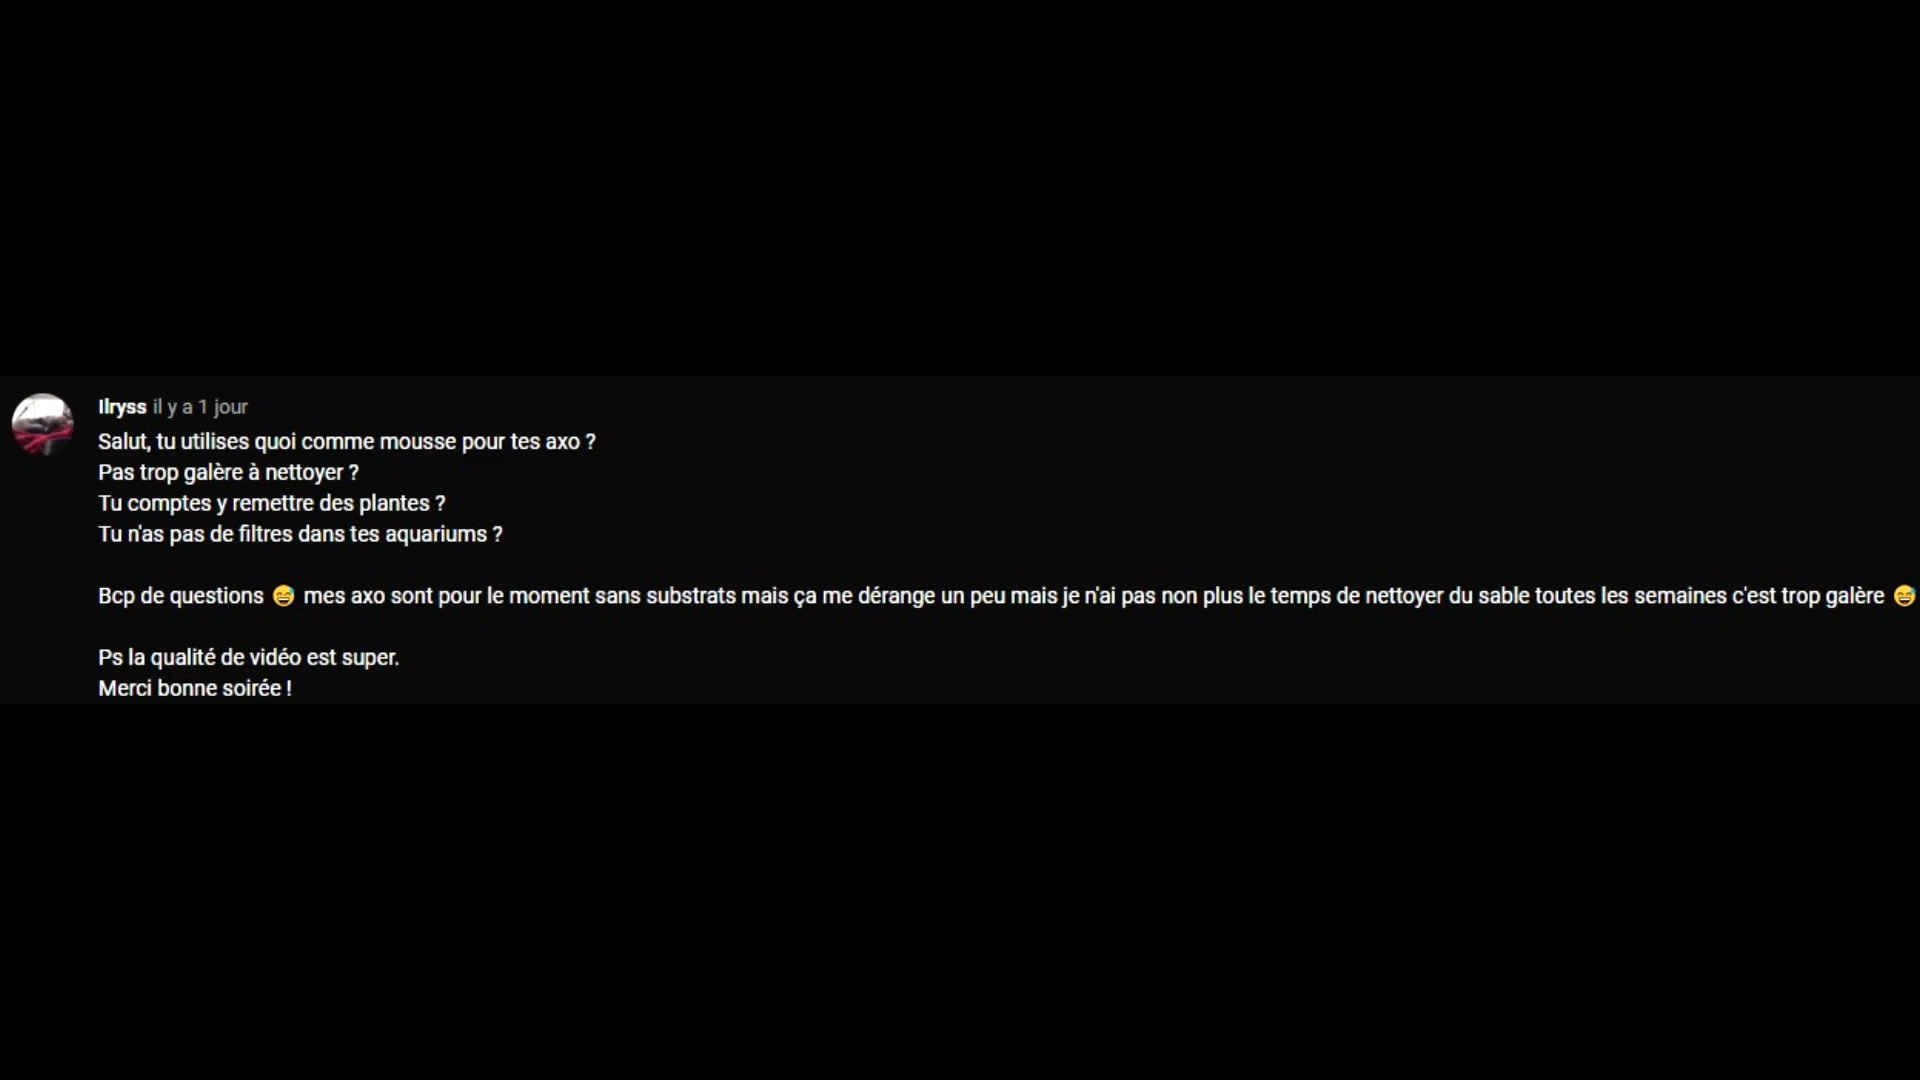 Ilryss il y a 1 jour
Salut, tu utilises quoi comme mousse pour tes axo ?
Pas trop galère à nettoyer ?
Tu comptes y remettre des plantes ?
Tu n'as pas de filtres dans tes aquariums ?
Bcp de questions 😅 mes axo sont pour le moment sans substrats mais ça me dérange un peu mais je n'ai pas non plus le temps de nettoyer du sable toutes les semaines c'est trop galère 😅
Ps la qualité de vidéo est super.
Merci bonne soirée !